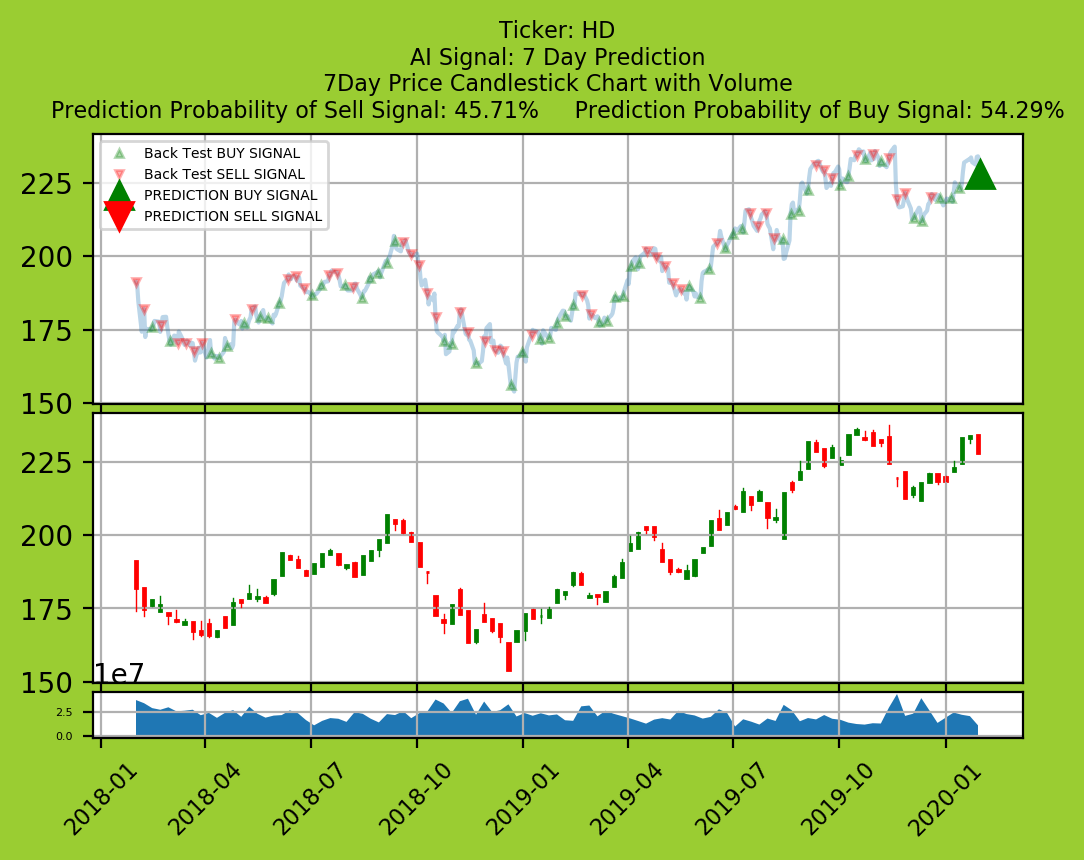 Ticker: HD
AI Signal: 7 Day Prediction
7Day Price Candlestick Chart with Volume
Prediction Probability of Sell Signal: 45.71%    Prediction Probability of Buy Signal: 54.29%
Back Test BUY SIGNAL
Back Test SELL SIGNAL
PREDICTION BUY SIGNAL
PREDICTION SELL SIGNAL
225
200
175
150
225
200
175
150
1e7
2.5
0.0
2018-01 2018-04 2018-07 2018-10 2019-01 2019-04 2019-07 2019-10 2020-01